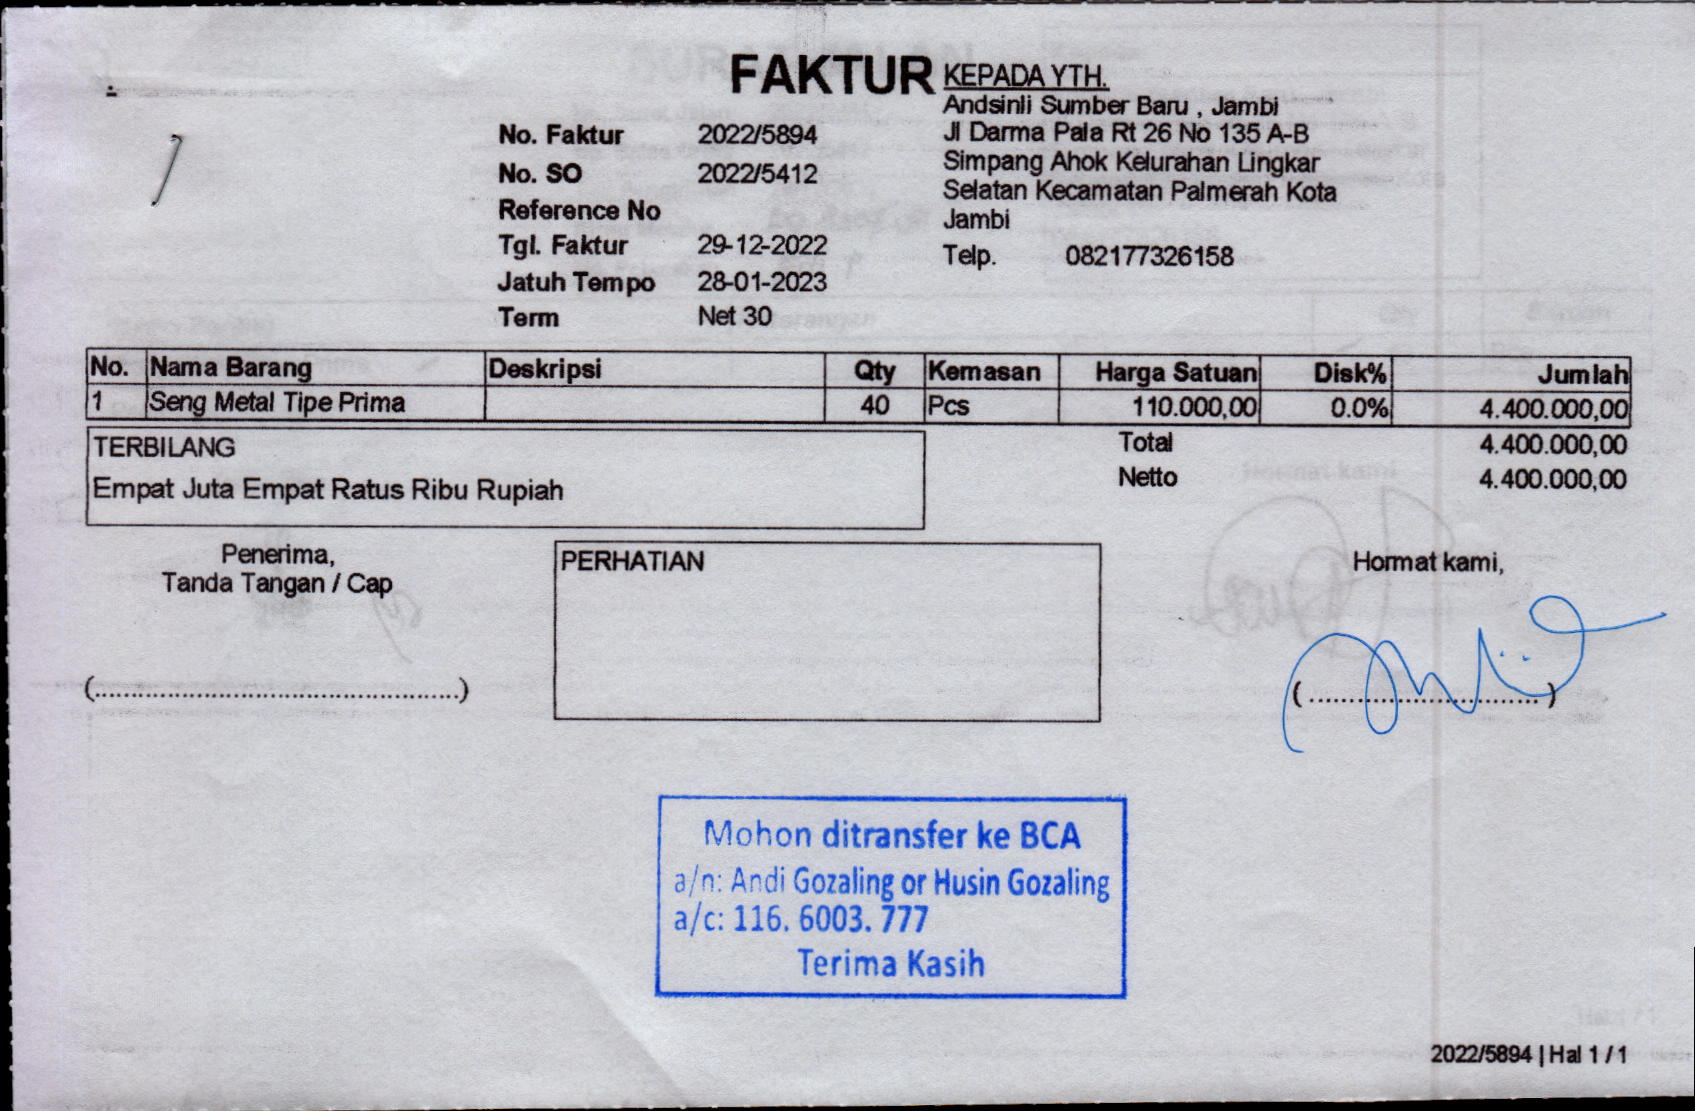 FAKTUR
KEPADA YTH.
Andsinli Sumber Baru , Jambi
Jl Darma Pala Rt 26 No 135 A-B
Simpang Ahok Kelurahan Lingkar
Selatan Kecamatan Palmerah Kota
Jambi
Telp. 082177326158
No. Faktur 2022/5894
No. SO 2022/5412
Reference No
Tgl. Faktur 29-12-2022
Jatuh Tempo 28-01-2023
Term Net 30
No. Nama Barang Deskripsi Qty Kemasan Harga Satuan Disk% Jumlah
1 Seng Metal Tipe Prima 40 Pcs 110.000,00 0.0% 4.400.000,00
TERBILANG
Empat Juta Empat Ratus Ribu Rupiah
Total 4.400.000,00
Netto 4.400.000,00
Penerima,
Tanda Tangan / Cap
(..................................................)
PERHATIAN
Hormat kami,
( ............................. )
Mohon ditransfer ke BCA
a/n: Andi Gozaling or Husin Gozaling
a/c: 116. 6003. 777
Terima Kasih
2022/5894 | Hal 1 / 1